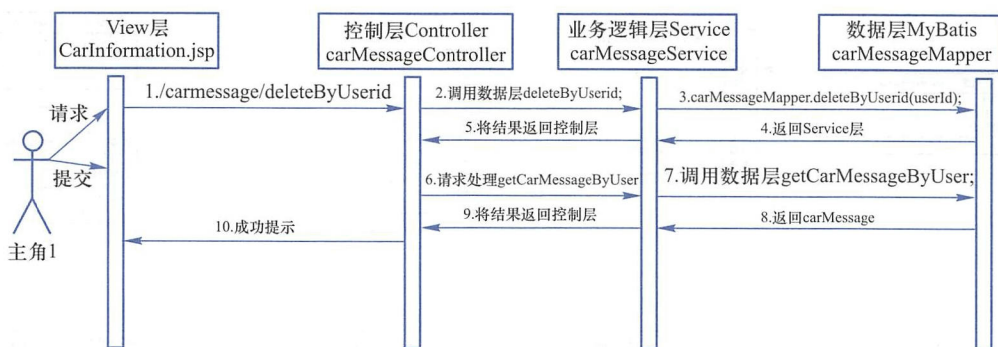 View层
CarInformation.jsp
控制层Controller
carMessageController
业务逻辑层Service
carMessageService
数据层MyBatis
carMessageMapper
请求
提交
主角1
1./carmessage/deleteByUserid
2.调用数据层deleteByUserid;
3.carMessageMapper.deleteByUserid(userId);
4.返回Service层
5.将结果返回控制层
6.请求处理getCarMessageByUser
7.调用数据层getCarMessageByUser;
8.返回carMessage
9.将结果返回控制层
10.成功提示